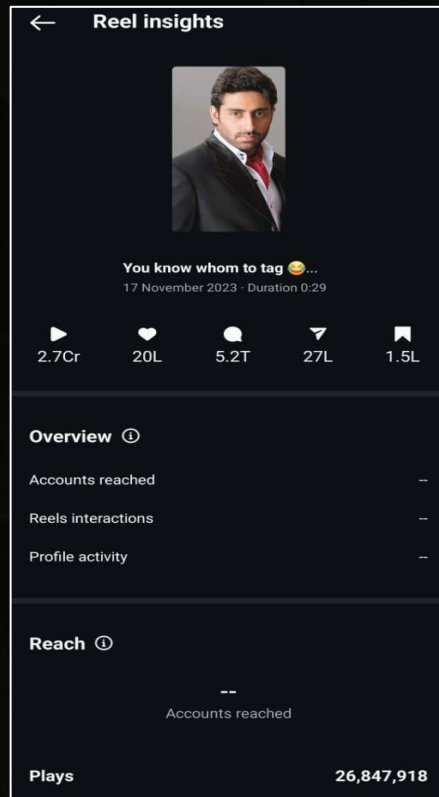 Reel insights
You know whom to tag 😂...
17 November 2023 · Duration 0:29
2.7Cr 20L 5.2T 27L 1.5L
Overview
Accounts reached --
Reels interactions --
Profile activity --
Reach
--
Accounts reached
Plays 26,847,918